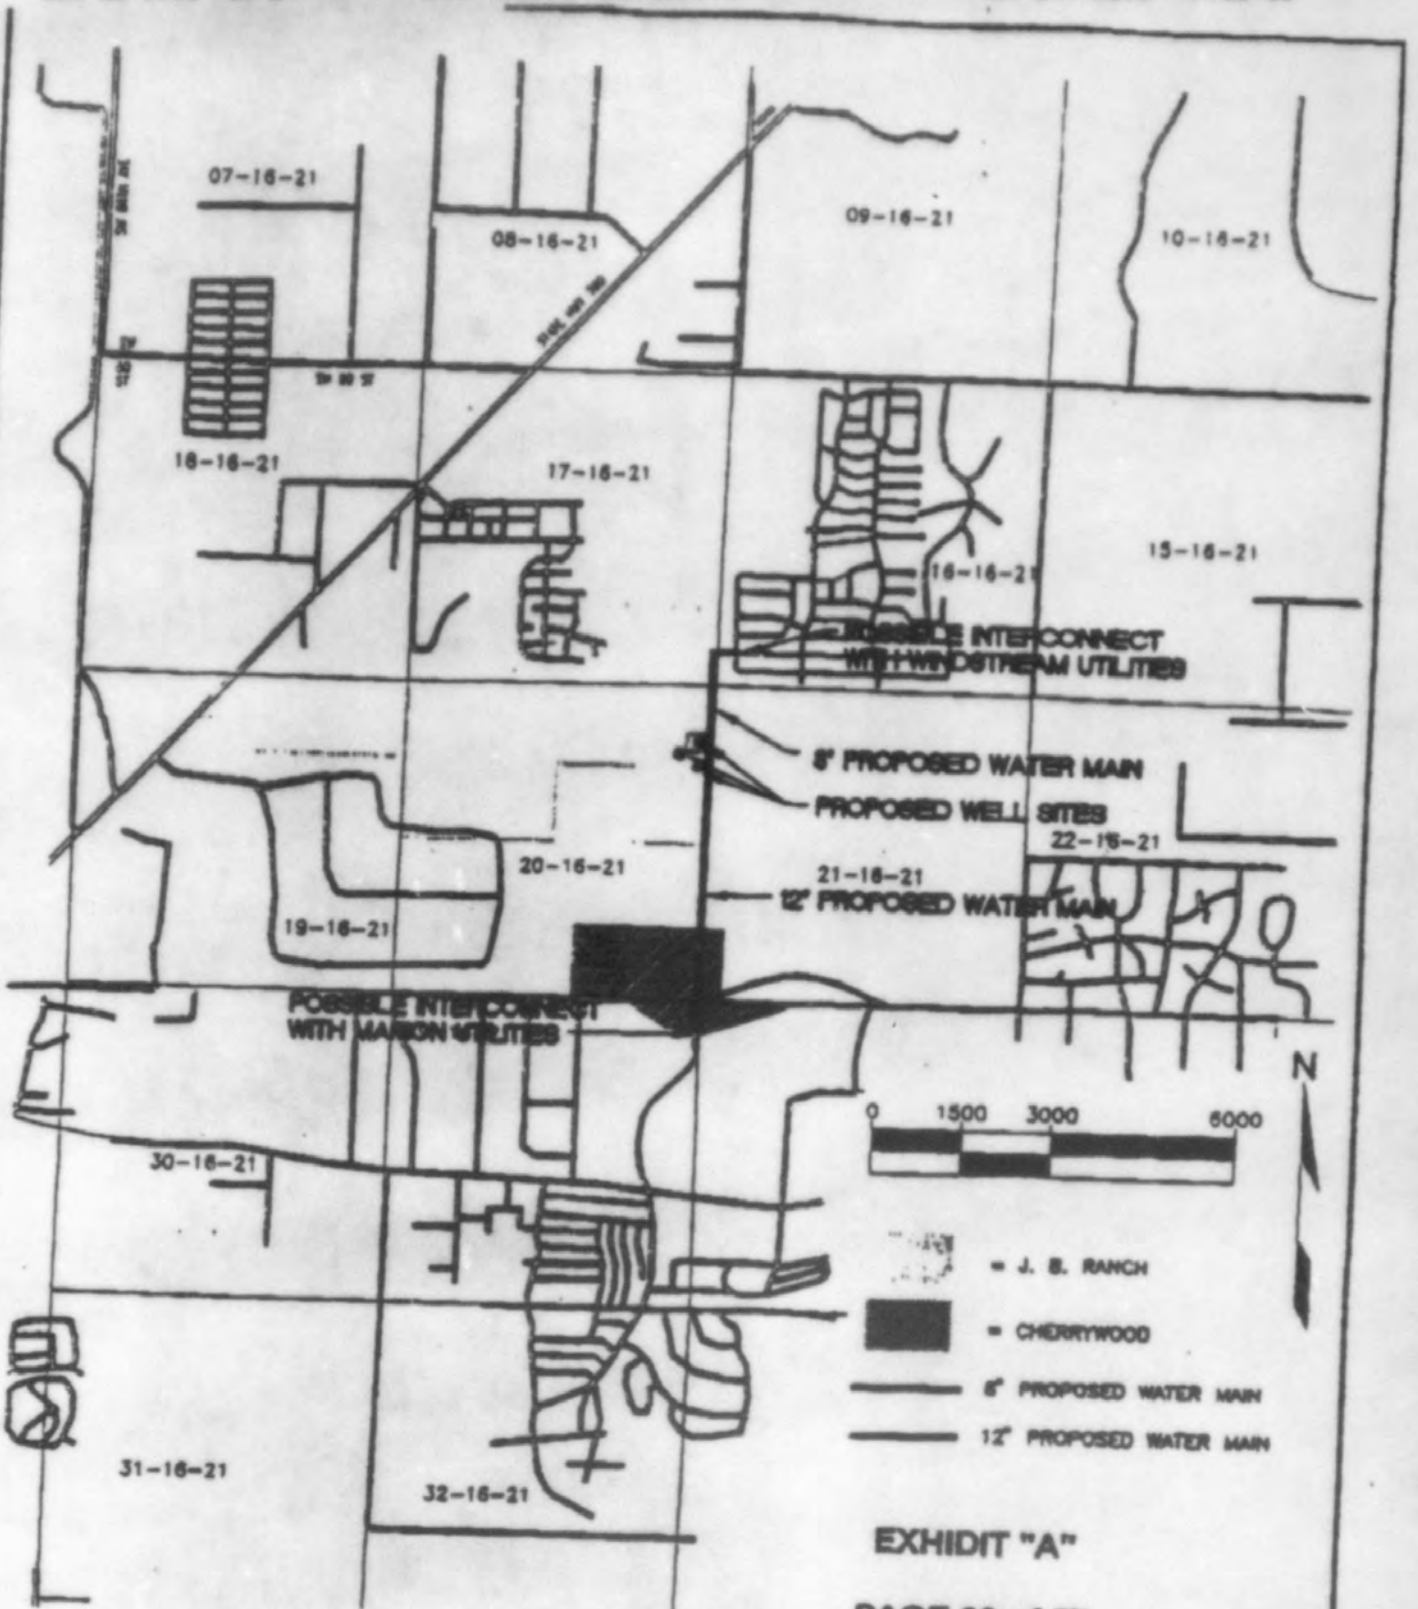 07-16-21
08-16-21
09-16-21
10-16-21
18-16-21
17-16-21
16-16-21
15-16-21
POSSIBLE INTERCONNECT
WITH WINDSTREAM UTILITIES
8" PROPOSED WATER MAIN
PROPOSED WELL SITES
22-16-21
20-16-21
21-16-21
12" PROPOSED WATER MAIN
19-16-21
POSSIBLE INTERCONNECT
WITH MARION UTILITIES
N
0 1500 3000 6000
30-16-21
= J. B. RANCH
= CHERRYWOOD
8" PROPOSED WATER MAIN
12" PROPOSED WATER MAIN
31-16-21
32-16-21
EXHIDIT "A"